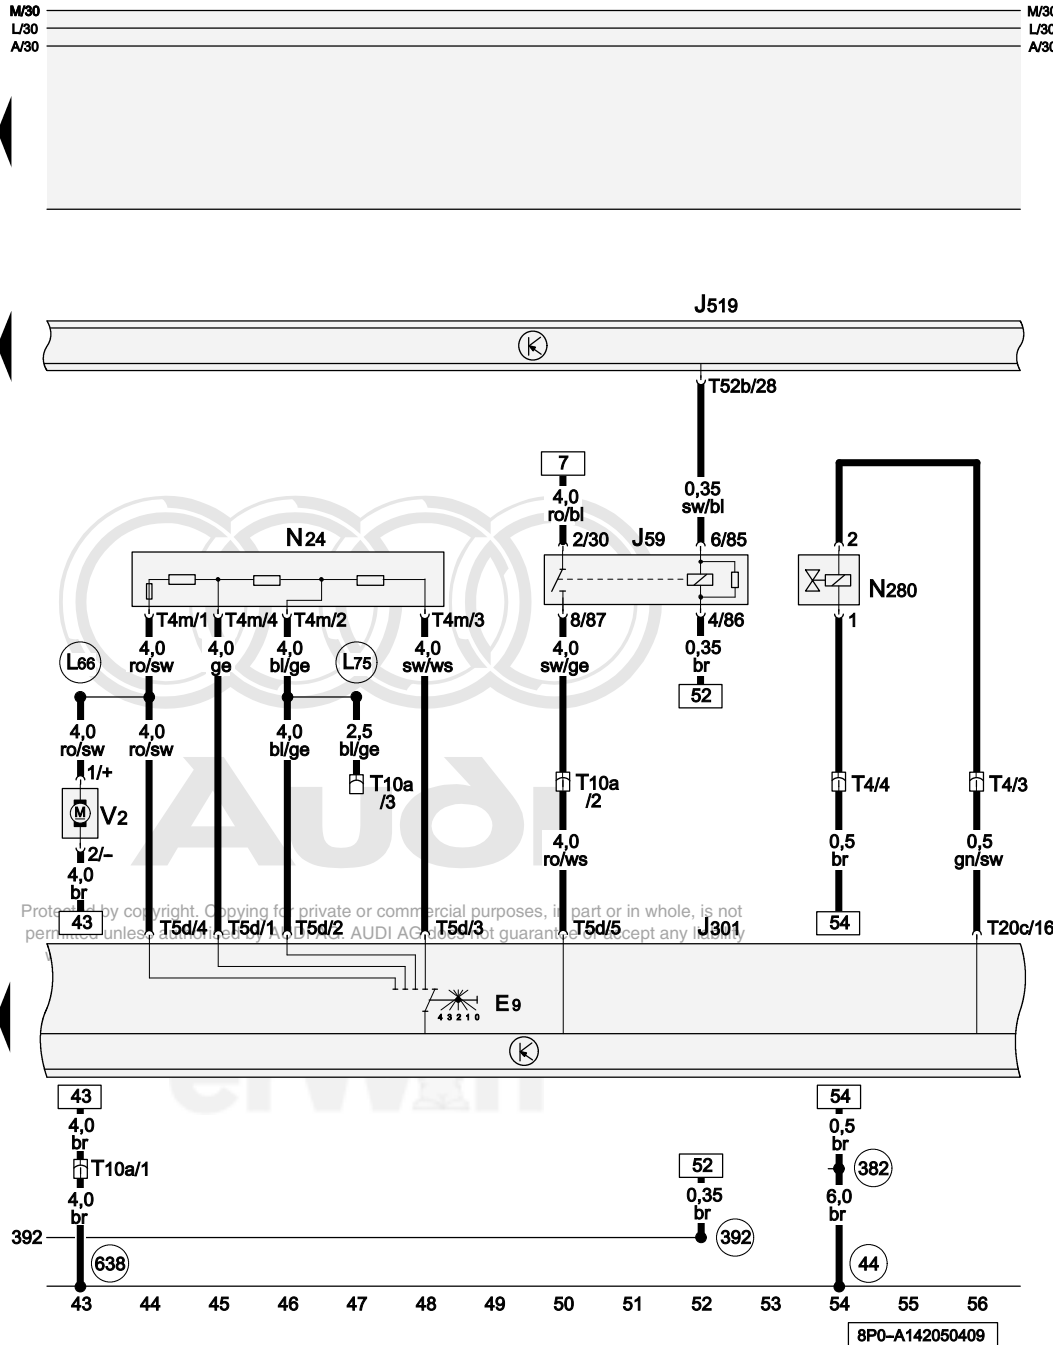 M/30 M/30
L/30 L/30
A/30 A/30
J519
T52b/28
7
4,0
ro/bl
0,35
sw/bl
N24
2/30 J59 6/85
2
N280
T4m/1 T4m/4 T4m/2 T4m/3
8/87 4/86
1
L66
4,0
ro/sw
4,0
ge
4,0
bl/ge
L75
4,0
sw/ws
4,0
sw/ge
0,35
br
52
4,0
ro/sw
4,0
ro/sw
4,0
bl/ge
2,5
bl/ge
1/+
T10a
/3
T10a
/2
T4/4
T4/3
M
V2
2/–
4,0
br
4,0
ro/ws
0,5
br
0,5
gn/sw
Audi
Protected by copyright. Copying for private or commercial purposes, in part or in whole, is not
permitted unless authorised by AUDI AG. AUDI AG does not guarantee or accept any liability
43
T5d/4 T5d/1 T5d/2 T5d/3 T5d/5
J301
54
T20c/16
E9
4 3 2 1 0
erWin
43
4,0
br
T10a/1
4,0
br
54
0,5
br
382
6,0
br
52
0,35
br
392
392
638
44
43 44 45 46 47 48 49 50 51 52 53 54 55 56
8P0–A142050409